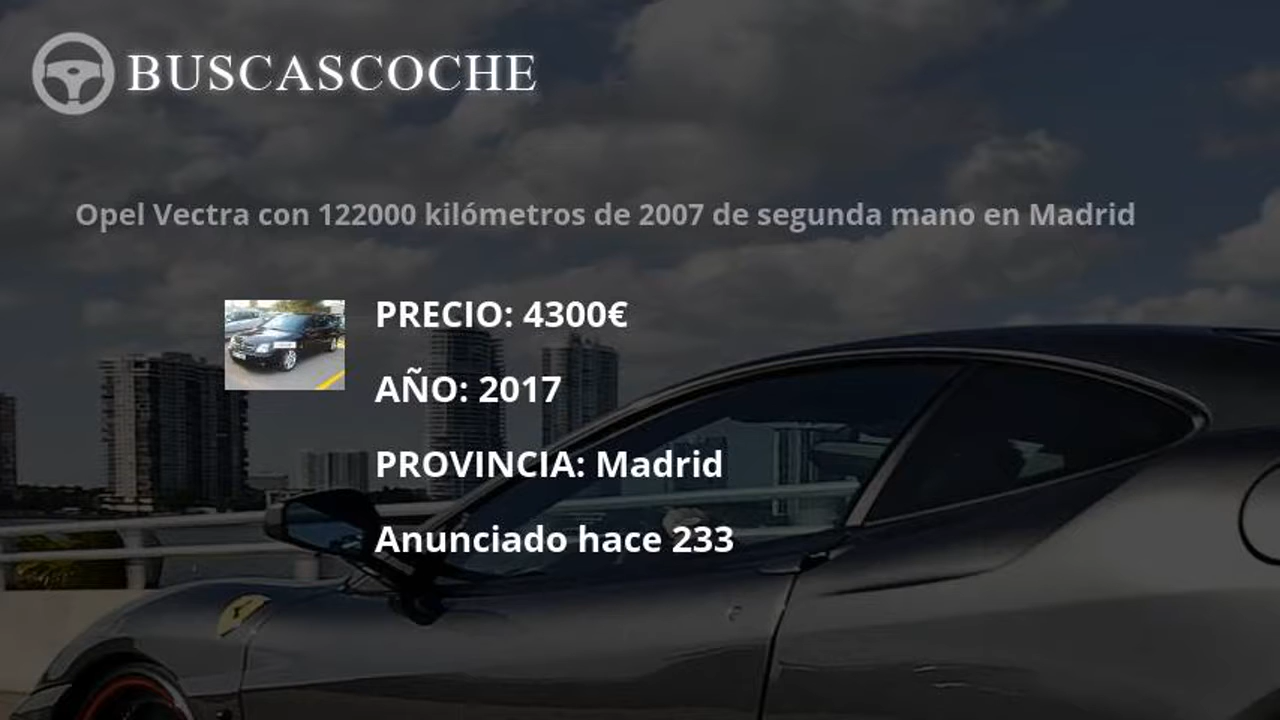 BUSCASCOCHE
Opel Vectra con 122000 kilómetros de 2007 de segunda mano en Madrid
PRECIO: 4300€
AÑO: 2017
PROVINCIA: Madrid
Anunciado hace 233